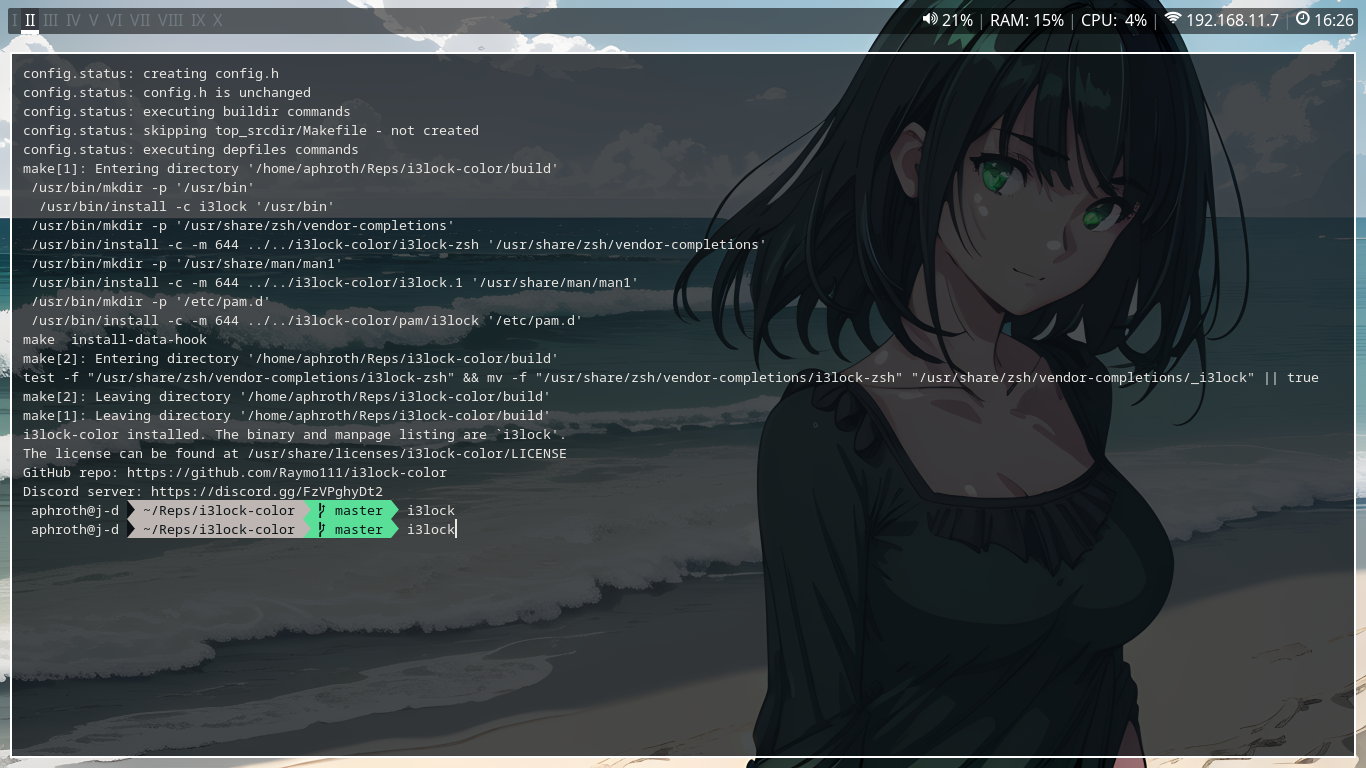 I II III IV V VI VII VIII IX X 21% | RAM: 15% | CPU: 4% | 192.168.11.7 | 16:26
config.status: creating config.h
config.status: config.h is unchanged
config.status: executing buildir commands
config.status: skipping top_srcdir/Makefile - not created
config.status: executing depfiles commands
make[1]: Entering directory '/home/aphroth/Reps/i3lock-color/build'
/usr/bin/mkdir -p '/usr/bin'
/usr/bin/install -c i3lock '/usr/bin'
/usr/bin/mkdir -p '/usr/share/zsh/vendor-completions'
/usr/bin/install -c -m 644 ../../i3lock-color/i3lock-zsh '/usr/share/zsh/vendor-completions'
/usr/bin/mkdir -p '/usr/share/man/man1'
/usr/bin/install -c -m 644 ../../i3lock-color/i3lock.1 '/usr/share/man/man1'
/usr/bin/mkdir -p '/etc/pam.d'
/usr/bin/install -c -m 644 ../../i3lock-color/pam/i3lock '/etc/pam.d'
make  install-data-hook
make[2]: Entering directory '/home/aphroth/Reps/i3lock-color/build'
test -f "/usr/share/zsh/vendor-completions/i3lock-zsh" && mv -f "/usr/share/zsh/vendor-completions/i3lock-zsh" "/usr/share/zsh/vendor-completions/_i3lock" || true
make[2]: Leaving directory '/home/aphroth/Reps/i3lock-color/build'
make[1]: Leaving directory '/home/aphroth/Reps/i3lock-color/build'
i3lock-color installed. The binary and manpage listing are `i3lock'.
The license can be found at /usr/share/licenses/i3lock-color/LICENSE
GitHub repo: https://github.com/Raymo111/i3lock-color
Discord server: https://discord.gg/FzVPghyDt2
aphroth@j-d ~/Reps/i3lock-color master i3lock
aphroth@j-d ~/Reps/i3lock-color master i3lock